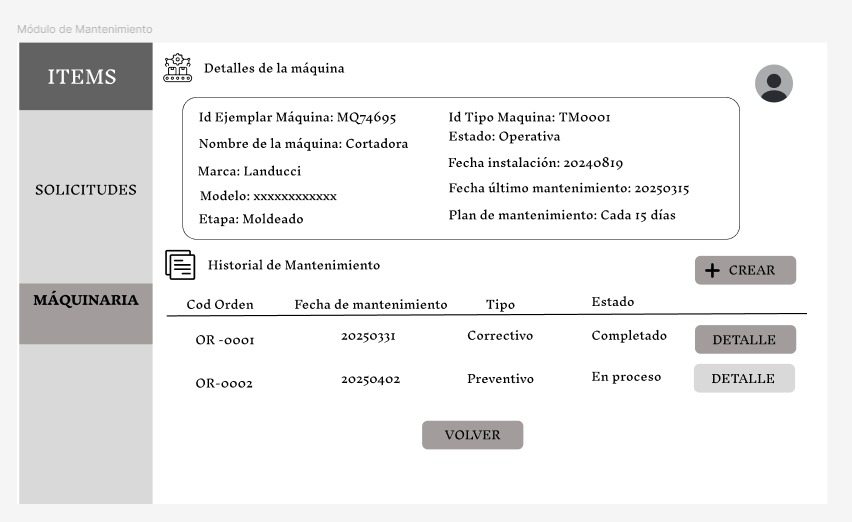 Módulo de Mantenimiento
ITEMS
Detalles de la máquina
Id Ejemplar Máquina: MQ74695
Id Tipo Maquina: TM0001
Nombre de la máquina: Cortadora
Estado: Operativa
Marca: Landucci
Fecha instalación: 20240819
Modelo: xxxxxxxxxxxx
Fecha último mantenimiento: 20250315
Etapa: Moldeado
Plan de mantenimiento: Cada 15 días
SOLICITUDES
MÁQUINARIA
Historial de Mantenimiento
CREAR
Cod Orden Fecha de mantenimiento Tipo Estado
OR -0001 20250331 Correctivo Completado DETALLE
OR-0002 20250402 Preventivo En proceso DETALLE
VOLVER